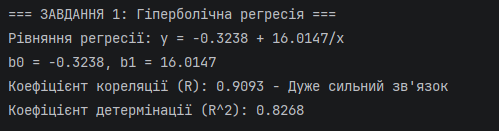 === ЗАВДАННЯ 1: Гіперболічна регресія ===
Рівняння регресії: y = -0.3238 + 16.0147/x
b0 = -0.3238, b1 = 16.0147
Коефіцієнт кореляції (R): 0.9093 - Дуже сильний зв'язок
Коефіцієнт детермінації (R^2): 0.8268